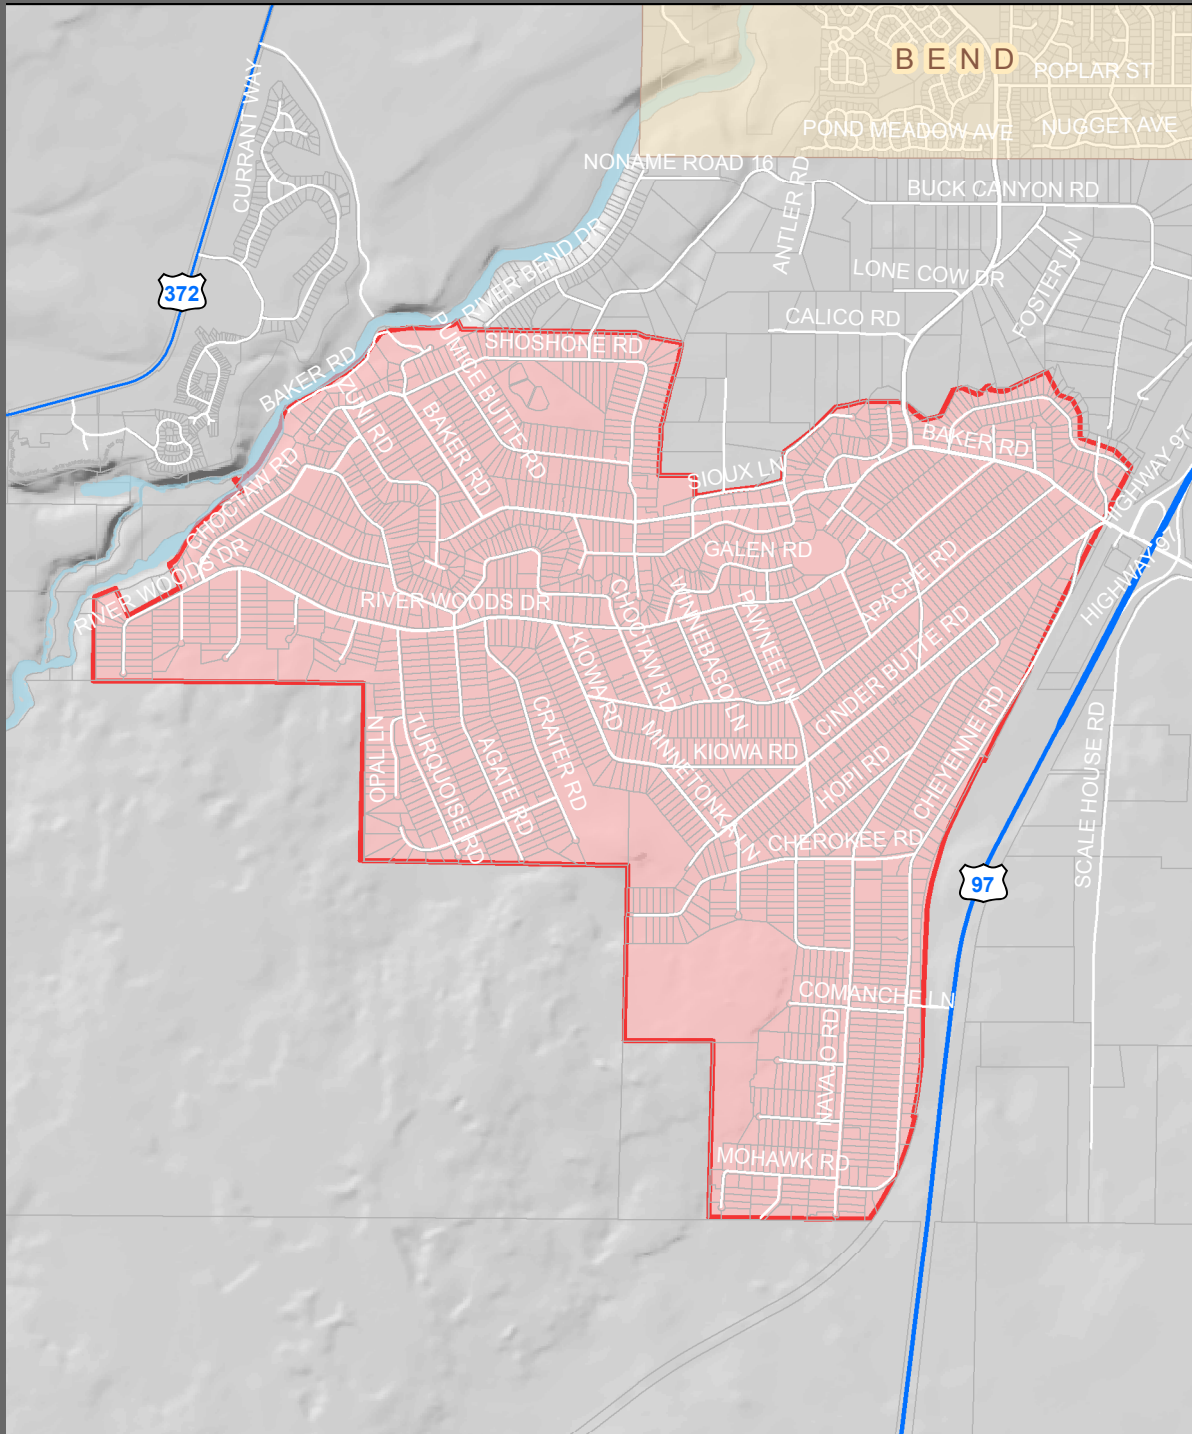 BEND
POPLAR ST
CURRANT WAY
POND MEADOW AVE
NUGGET AVE
NONAME ROAD 16
BUCK CANYON RD
ANTLER RD
RIVER BEND DR
LONE COW DR
FOSTER LN
372
CALICO RD
PUMICE BUTTE RD
SHOSHONE RD
BAKER RD
ZUNI RD
BAKER RD
BAKER RD
HIGHWAY 97
SIOUX LN
CHOCTAW RD
GALEN RD
HIGHWAY 97
RIVER WOODS DR
RIVER WOODS DR
CHOCTAW RD
WINNEBAGO LN
PAWNEE LN
APACHE RD
KIOWA RD
CINDER BUTTE RD
CRATER RD
OPAL LN
TURQUOISE RD
AGATE RD
MINNETONKA LN
KIOWA RD
HOPI RD
CHEYENNE RD
SCALE HOUSE RD
CHEROKEE RD
97
COMANCHE LN
NAVAJO RD
MOHAWK RD